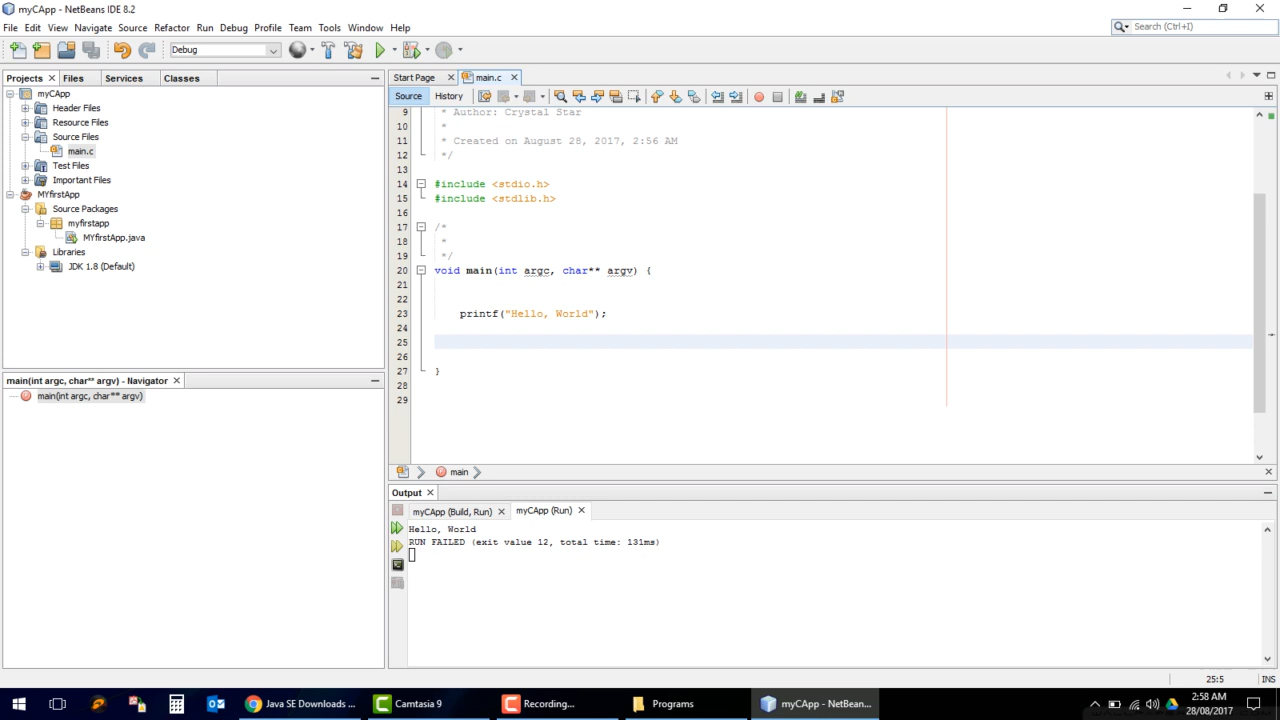 myCApp - NetBeans IDE 8.2
File Edit View Navigate Source Refactor Run Debug Profile Team Tools Window Help
Search (Ctrl+I)
Debug
Projects Files Services Classes
myCApp
Header Files
Resource Files
Source Files
main.c
Test Files
Important Files
MYfirstApp
Source Packages
myfirstapp
MYfirstApp.java
Libraries
JDK 1.8 (Default)
main(int argc, char** argv) - Navigator
main(int argc, char** argv)
Start Page main.c
Source History
9 * Author: Crystal Star
10 *
11 * Created on August 28, 2017, 2:56 AM
12 */
13
14 #include <stdio.h>
15 #include <stdlib.h>
16
17 /*
18 *
19 */
20 void main(int argc, char** argv) {
21
22
23 printf("Hello, World");
24
25
26
27 }
28
29
main
Output
myCApp (Build, Run) myCApp (Run)
Hello, World
RUN FAILED (exit value 12, total time: 131ms)
25:5 INS
Java SE Downloads ... Camtasia 9 Recording... Programs myCApp - NetBean...
2:58 AM
28/08/2017